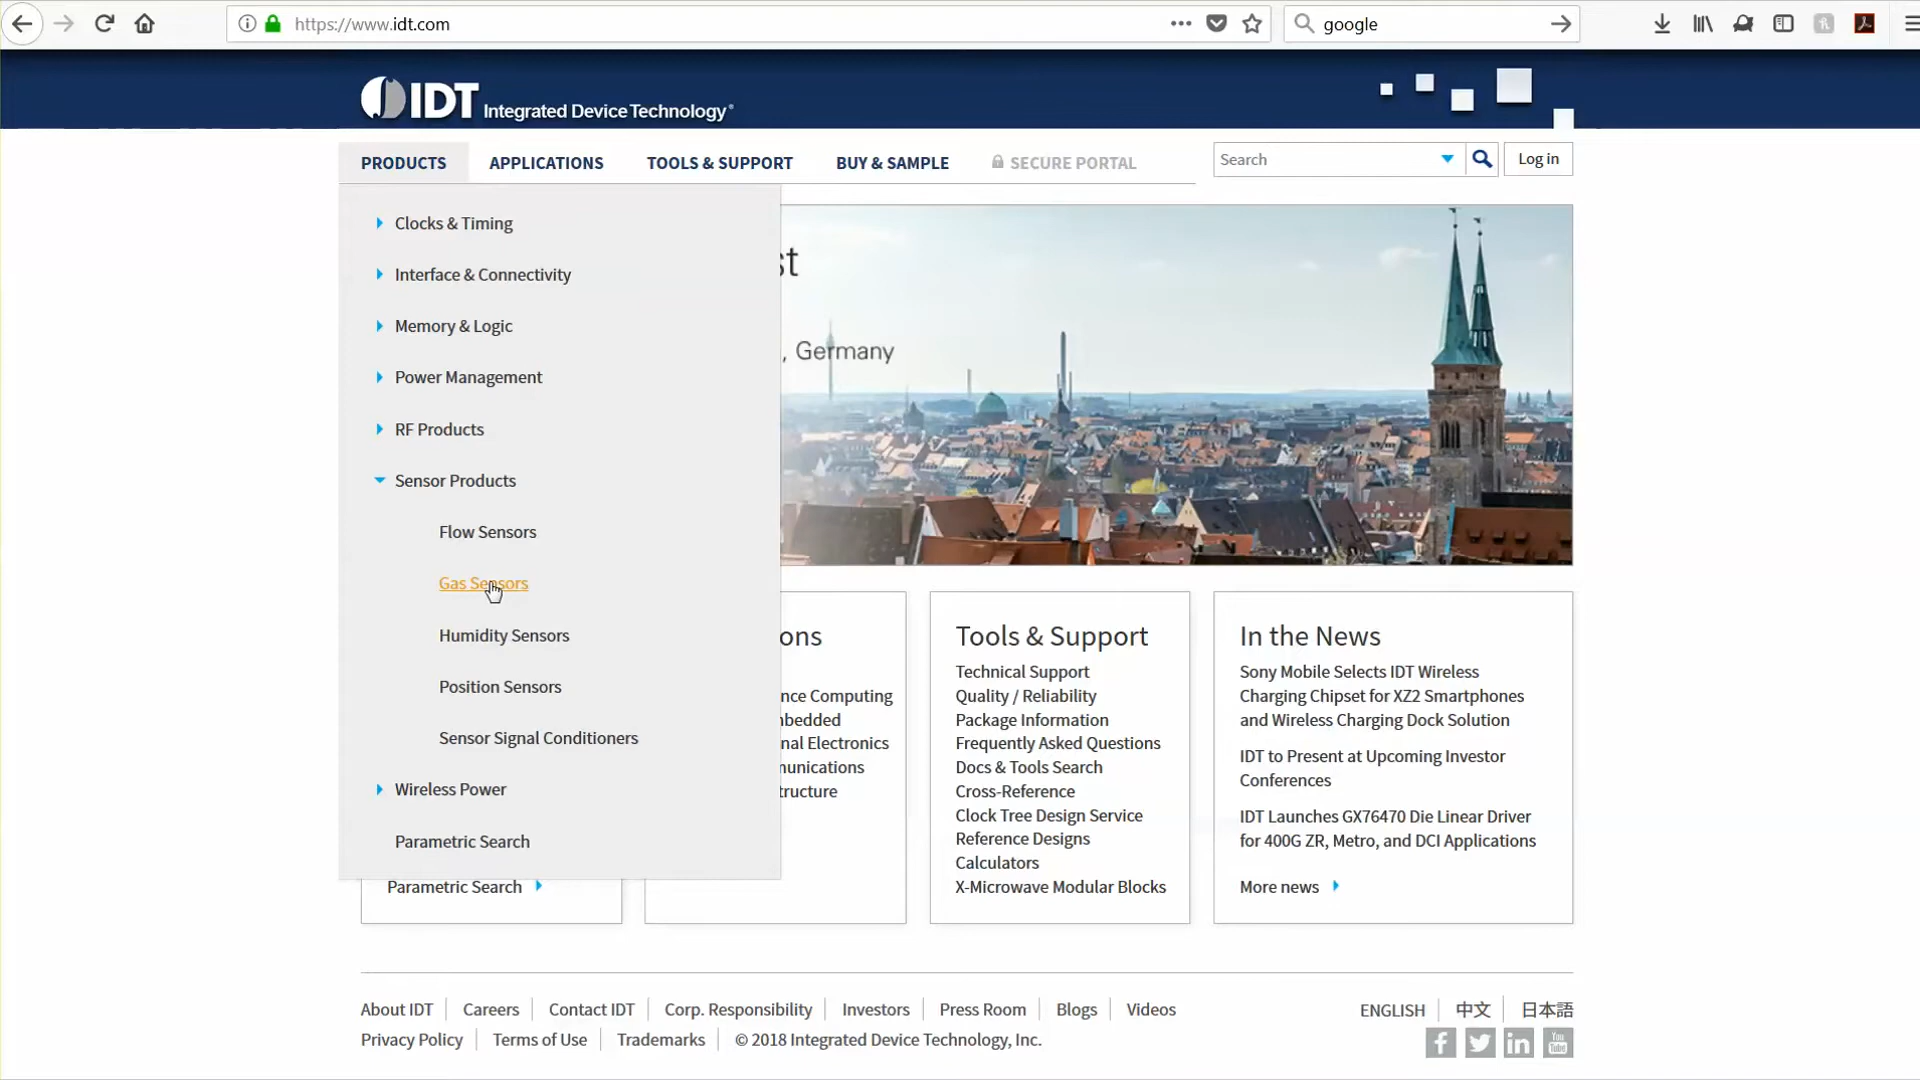 https://www.idt.com
google
IDT Integrated Device Technology®
PRODUCTS
APPLICATIONS
TOOLS & SUPPORT
BUY & SAMPLE
SECURE PORTAL
Search
Log in
Clocks & Timing
Interface & Connectivity
Memory & Logic
Power Management
RF Products
Sensor Products
Flow Sensors
Gas Sensors
Humidity Sensors
Position Sensors
Sensor Signal Conditioners
Wireless Power
Parametric Search
st
, Germany
Parametric Search
ons
nce Computing
bedded
nal Electronics
unications
tructure
Tools & Support
Technical Support
Quality / Reliability
Package Information
Frequently Asked Questions
Docs & Tools Search
Cross-Reference
Clock Tree Design Service
Reference Designs
Calculators
X-Microwave Modular Blocks
In the News
Sony Mobile Selects IDT Wireless
Charging Chipset for XZ2 Smartphones
and Wireless Charging Dock Solution
IDT to Present at Upcoming Investor
Conferences
IDT Launches GX76470 Die Linear Driver
for 400G ZR, Metro, and DCI Applications
More news
About IDT
Careers
Contact IDT
Corp. Responsibility
Investors
Press Room
Blogs
Videos
ENGLISH
中文
日本語
Privacy Policy
Terms of Use
Trademarks
© 2018 Integrated Device Technology, Inc.
You Tube